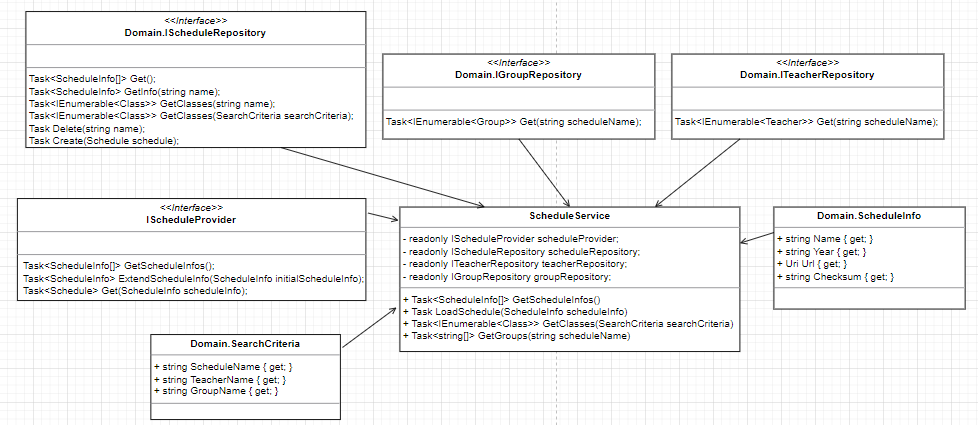 <<Interface>>
Domain.IScheduleRepository
Task<ScheduleInfo[]> Get();
Task<ScheduleInfo> GetInfo(string name);
Task<IEnumerable<Class>> GetClasses(string name);
Task<IEnumerable<Class>> GetClasses(SearchCriteria searchCriteria);
Task Delete(string name);
Task Create(Schedule schedule);
<<Interface>>
Domain.IGroupRepository
Task<IEnumerable<Group>> Get(string scheduleName);
<<Interface>>
Domain.ITeacherRepository
Task<IEnumerable<Teacher>> Get(string scheduleName);
<<Interface>>
IScheduleProvider
Task<ScheduleInfo[]> GetScheduleInfos();
Task<ScheduleInfo> ExtendScheduleInfo(ScheduleInfo initialScheduleInfo);
Task<Schedule> Get(ScheduleInfo scheduleInfo);
ScheduleService
- readonly IScheduleProvider scheduleProvider;
- readonly IScheduleRepository scheduleRepository;
- readonly ITeacherRepository teacherRepository;
- readonly IGroupRepository groupRepository;
+ Task<ScheduleInfo[]> GetScheduleInfos()
+ Task LoadSchedule(ScheduleInfo scheduleInfo)
+ Task<IEnumerable<Class>> GetClasses(SearchCriteria searchCriteria)
+ Task<string[]> GetGroups(string scheduleName)
Domain.ScheduleInfo
+ string Name { get; }
+ string Year { get; }
+ Uri Url { get; }
+ string Checksum { get; }
Domain.SearchCriteria
+ string ScheduleName { get; }
+ string TeacherName { get; }
+ string GroupName { get; }